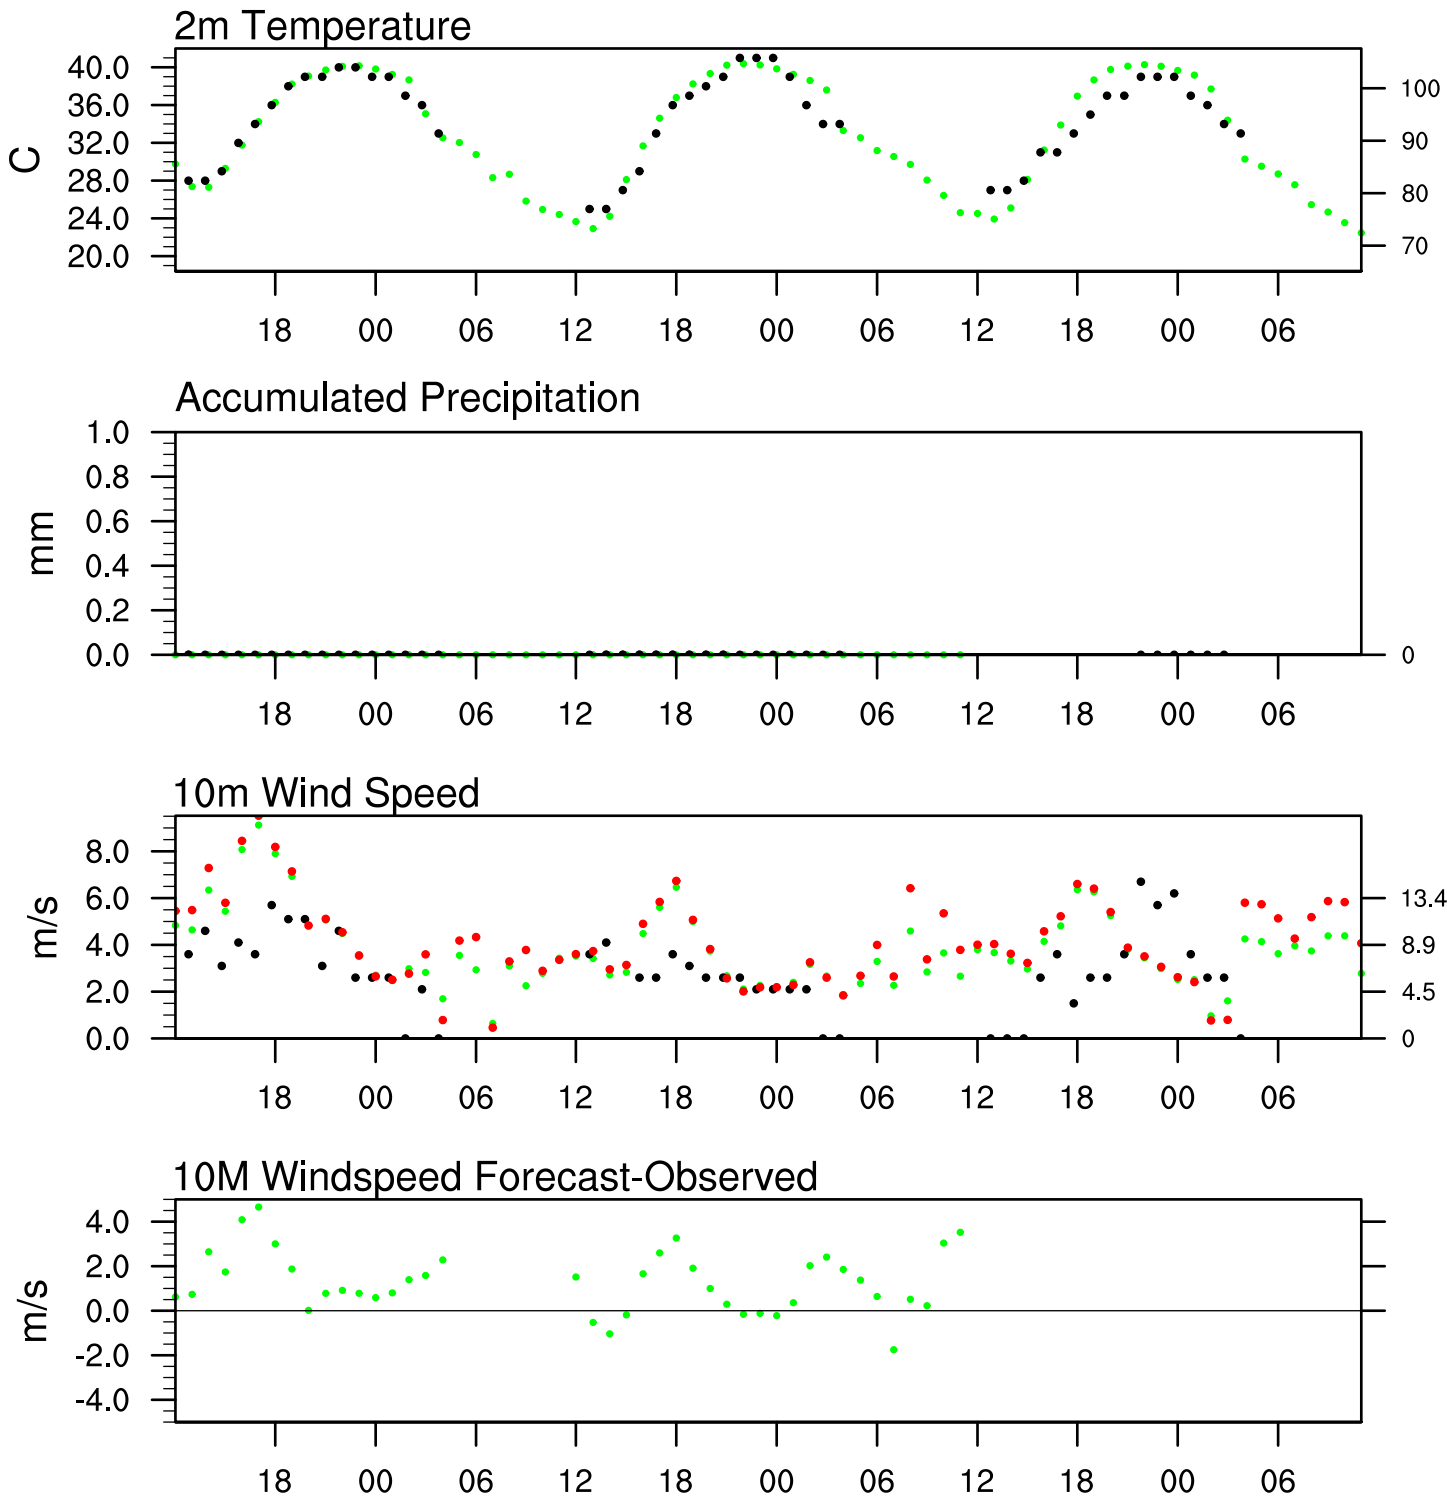 2m Temperature
40.0
36.0
32.0
28.0
24.0
20.0
C
100
90
80
70
18 00 06 12 18 00 06 12 18 00 06
Accumulated Precipitation
1.0
0.8
0.6
0.4
0.2
0.0
mm
0
18 00 06 12 18 00 06 12 18 00 06
10m Wind Speed
8.0
6.0
4.0
2.0
0.0
m/s
13.4
8.9
4.5
0
18 00 06 12 18 00 06 12 18 00 06
10M Windspeed Forecast-Observed
4.0
2.0
0.0
-2.0
-4.0
m/s
18 00 06 12 18 00 06 12 18 00 06